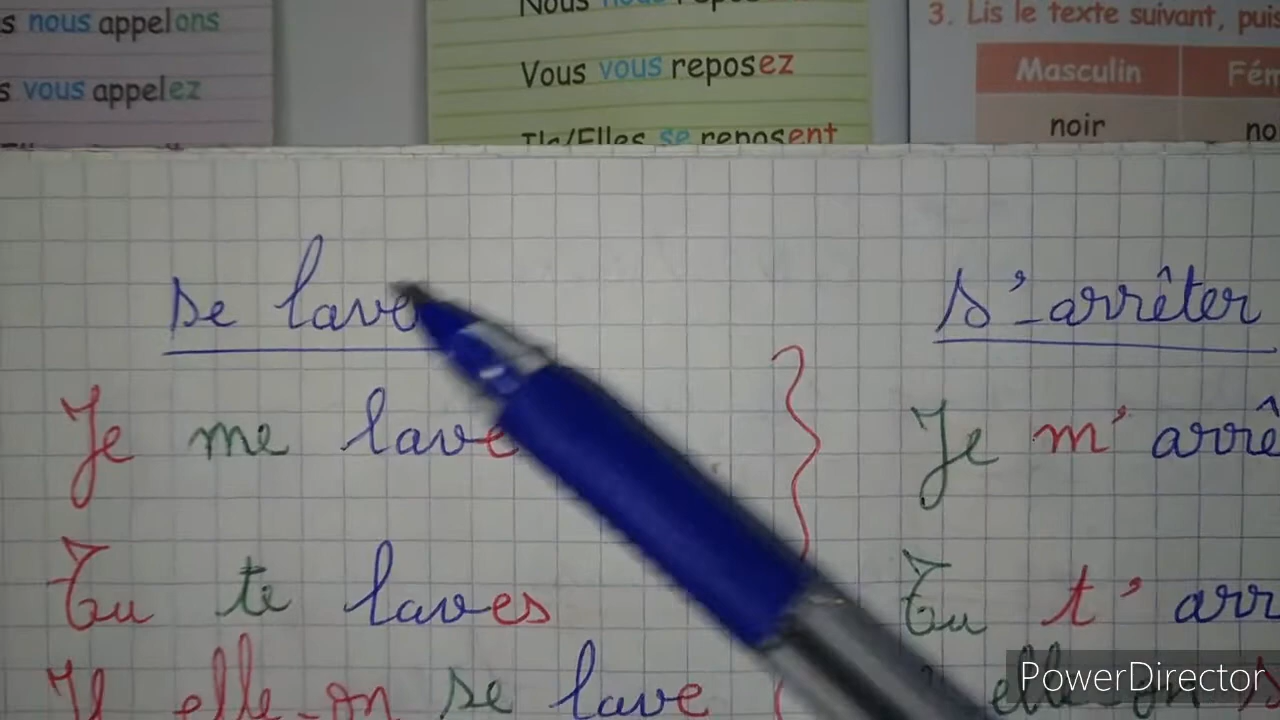 nous appelons
vous appelez
Vous vous reposez
Ils/Elles se reposent
3. Lis le texte suivant, puis
Masculin
noir
se lave
s'-arrêter
Je me lave
Je m'arrê
Tu te laves
Tu t'arr
Il elle-on se lave
elle-on s
PowerDirector